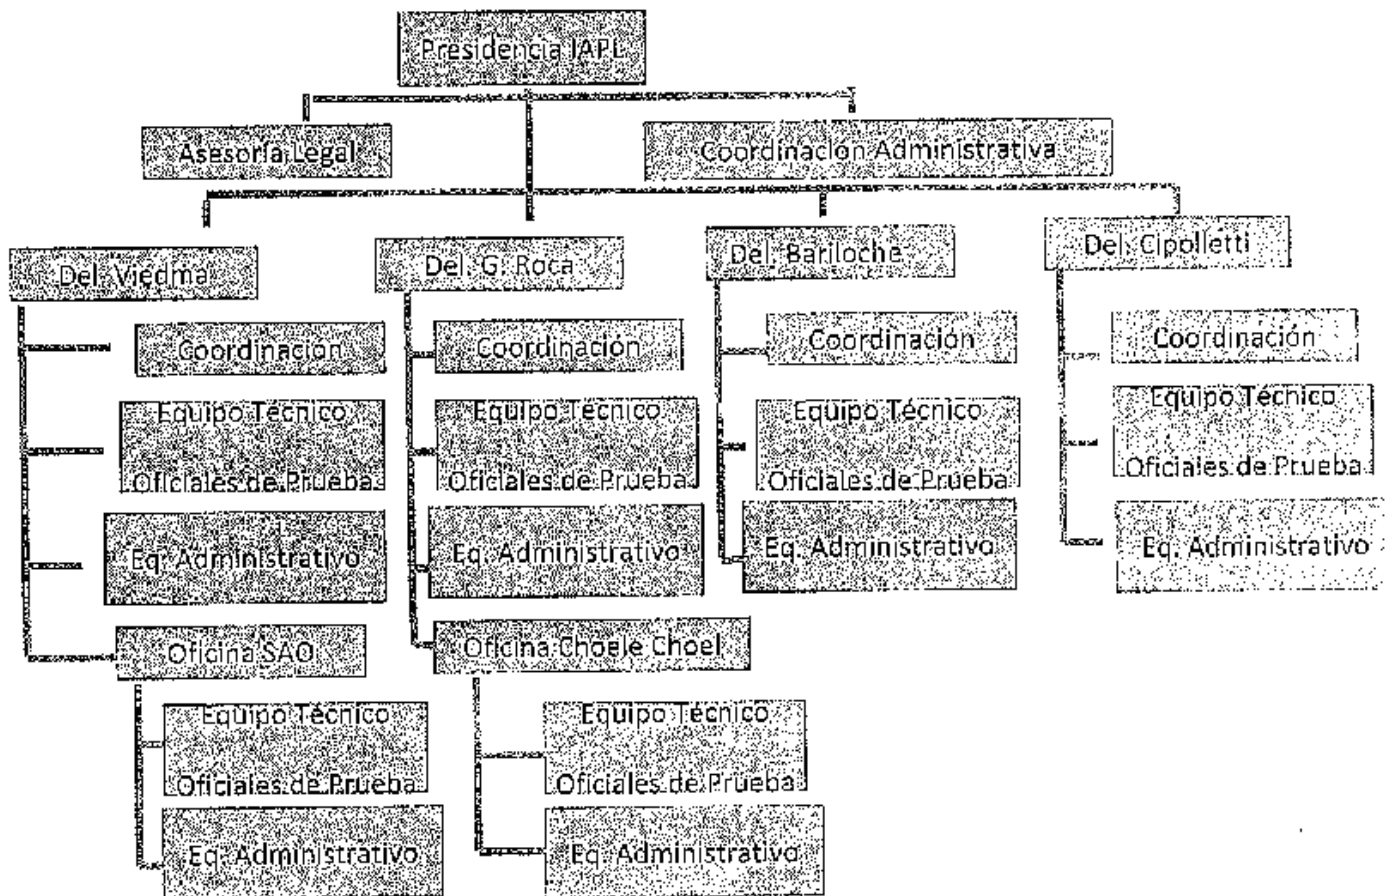 Presidencia IAPL
Asesoría Legal
Coordinación Administrativa
Del. Viedma
Del. G. Roca
Del. Bariloche
Del. Cipolletti
Coordinación
Coordinación
Coordinación
Coordinación
Equipo Técnico
Oficiales de Prueba
Equipo Técnico
Oficiales de Prueba
Equipo Técnico
Oficiales de Prueba
Equipo Técnico
Oficiales de Prueba
Eq. Administrativo
Eq. Administrativo
Eq. Administrativo
Eq. Administrativo
Oficina SAO
Oficina Choele Choel
Equipo Técnico
Oficiales de Prueba
Equipo Técnico
Oficiales de Prueba
Eq. Administrativo
Eq. Administrativo